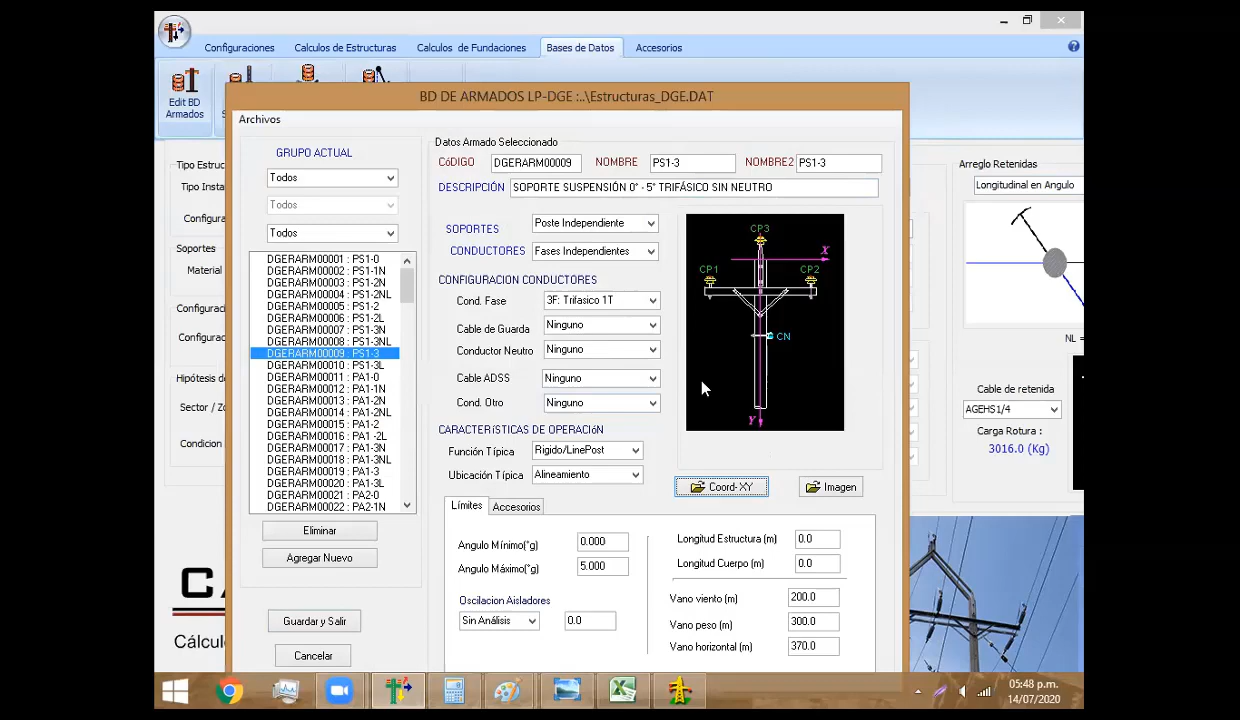 Configuraciones
Calculos de Estructuras
Calculos de Fundaciones
Bases de Datos
Accesorios
Edit BD
Armados
BD DE ARMADOS LP-DGE :..\Estructuras_DGE.DAT
Archivos
GRUPO ACTUAL
Todos
Todos
Todos
DGERARM00001 : PS1-0
DGERARM00002 : PS1-1N
DGERARM00003 : PS1-2N
DGERARM00004 : PS1-2NL
DGERARM00005 : PS1-2
DGERARM00006 : PS1-2L
DGERARM00007 : PS1-3N
DGERARM00008 : PS1-3NL
DGERARM00009 : PS1-3
DGERARM00010 : PS1-3L
DGERARM00011 : PA1-0
DGERARM00012 : PA1-1N
DGERARM00013 : PA1-2N
DGERARM00014 : PA1-2NL
DGERARM00015 : PA1-2
DGERARM00016 : PA1 -2L
DGERARM00017 : PA1-3N
DGERARM00018 : PA1-3NL
DGERARM00019 : PA1-3
DGERARM00020 : PA1-3L
DGERARM00021 : PA2-0
DGERARM00022 : PA2-1N
Eliminar
Agregar Nuevo
Guardar y Salir
Cancelar
Datos Armado Seleccionado
CóDIGO DGERARM00009 NOMBRE PS1-3 NOMBRE2 PS1-3
DESCRIPCIÓN SOPORTE SUSPENSIÓN 0° - 5° TRIFÁSICO SIN NEUTRO
SOPORTES Poste Independiente
CONDUCTORES Fases Independientes
CONFIGURACION CONDUCTORES
Cond. Fase 3F: Trifasico 1T
Cable de Guarda Ninguno
Conductor Neutro Ninguno
Cable ADSS Ninguno
Cond. Otro Ninguno
CARACTERíSTICAS DE OPERACIóN
Función Típica Rigido/LinePost
Ubicación Típica Alineamiento
CP3
X
CP1 CP2
CN
Y
Coord- XY
Imagen
Límites Accesorios
Angulo Mínimo(°g) 0.000
Angulo Máximo(°g) 5.000
Oscilacion Aisladores
Sin Análisis 0.0
Longitud Estructura (m) 0.0
Longitud Cuerpo (m) 0.0
Vano viento (m) 200.0
Vano peso (m) 300.0
Vano horizontal (m) 370.0
Tipo Estruc
Tipo Insta
Configura
Soportes
Material
Configurac
Configurac
Hipótesis d
Sector / Zo
Condicion
Cálculo
Arreglo Retenidas
Longitudinal en Angulo
NL =
Cable de retenida
AGEHS1/4
Carga Rotura :
3016.0 (Kg)
05:48 p.m.
14/07/2020